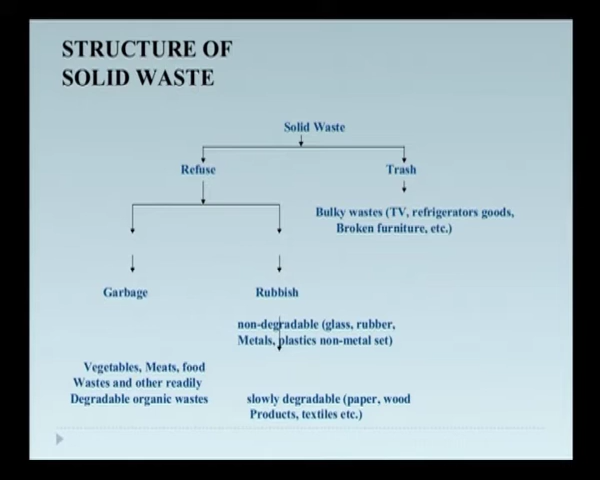 STRUCTURE OF
SOLID WASTE
Solid Waste
Refuse
Trash
Bulky wastes (TV, refrigerators goods,
Broken furniture, etc.)
Garbage
Rubbish
non-degradable (glass, rubber,
Metals, plastics non-metal set)
Vegetables, Meats, food
Wastes and other readily
Degradable organic wastes
slowly degradable (paper, wood
Products, textiles etc.)